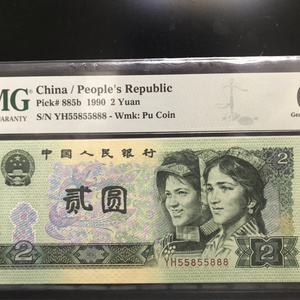 MG
China / People's Republic
Pick# 885b 1990 2 Yuan
S/N YH55855888 - Wmk: Pu Coin
中国人民银行
贰圆
2
2
YH55855888